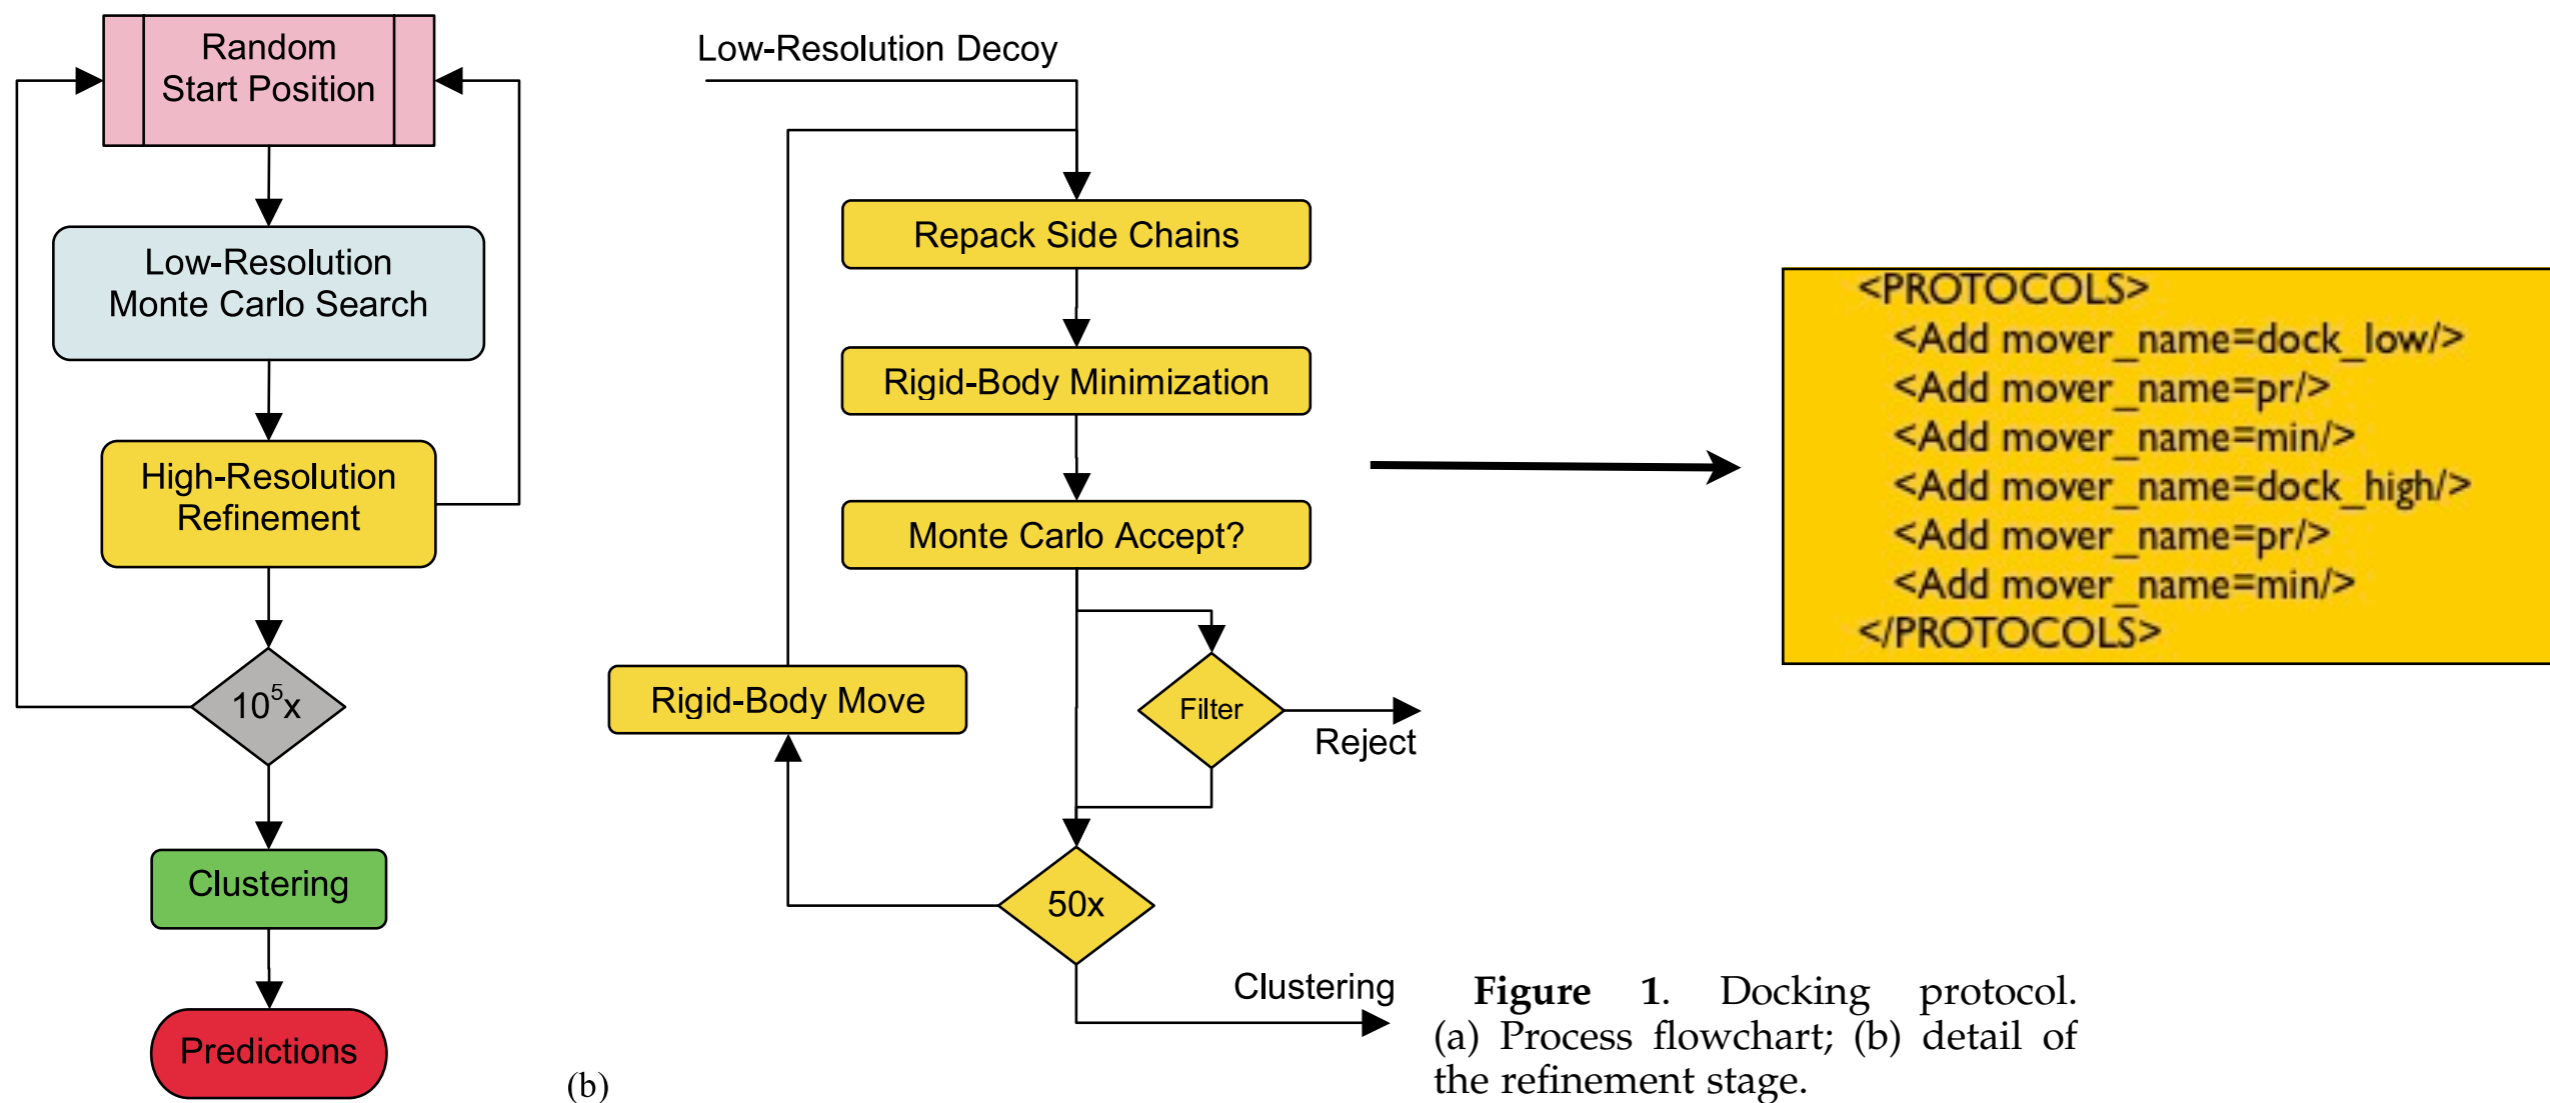 Random
Start Position
Low-Resolution
Monte Carlo Search
High-Resolution
Refinement
10⁵x
Clustering
Predictions
(b)
Low-Resolution Decoy
Repack Side Chains
Rigid-Body Minimization
Monte Carlo Accept?
Rigid-Body Move
Filter
Reject
50x
Clustering
<PROTOCOLS>
<Add mover_name=dock_low/>
<Add mover_name=pr/>
<Add mover_name=min/>
<Add mover_name=dock_high/>
<Add mover_name=pr/>
<Add mover_name=min/>
</PROTOCOLS>
Figure 1. Docking protocol.
(a) Process flowchart; (b) detail of
the refinement stage.